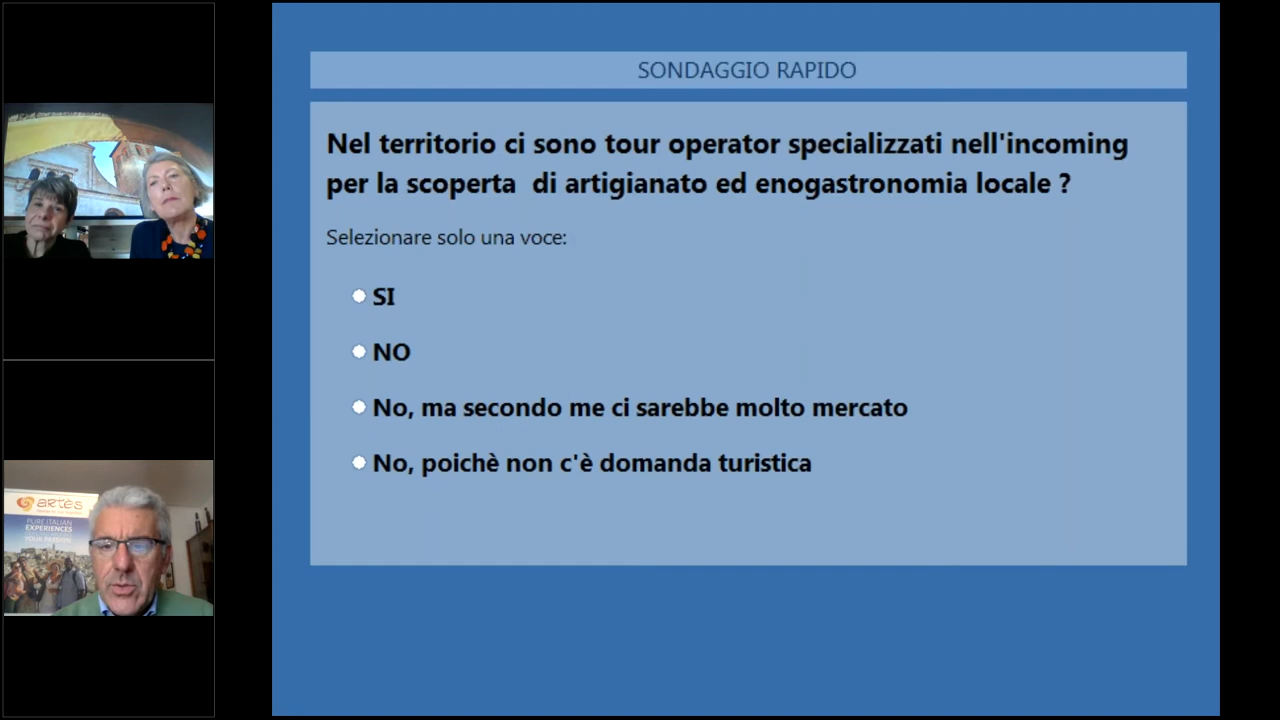 SONDAGGIO RAPIDO
Nel territorio ci sono tour operator specializzati nell'incoming
per la scoperta di artigianato ed enogastronomia locale ?
Selezionare solo una voce:
SI
NO
No, ma secondo me ci sarebbe molto mercato
No, poichè non c'è domanda turistica
artès
PURE ITALIAN
EXPERIENCES
YOUR PASSION